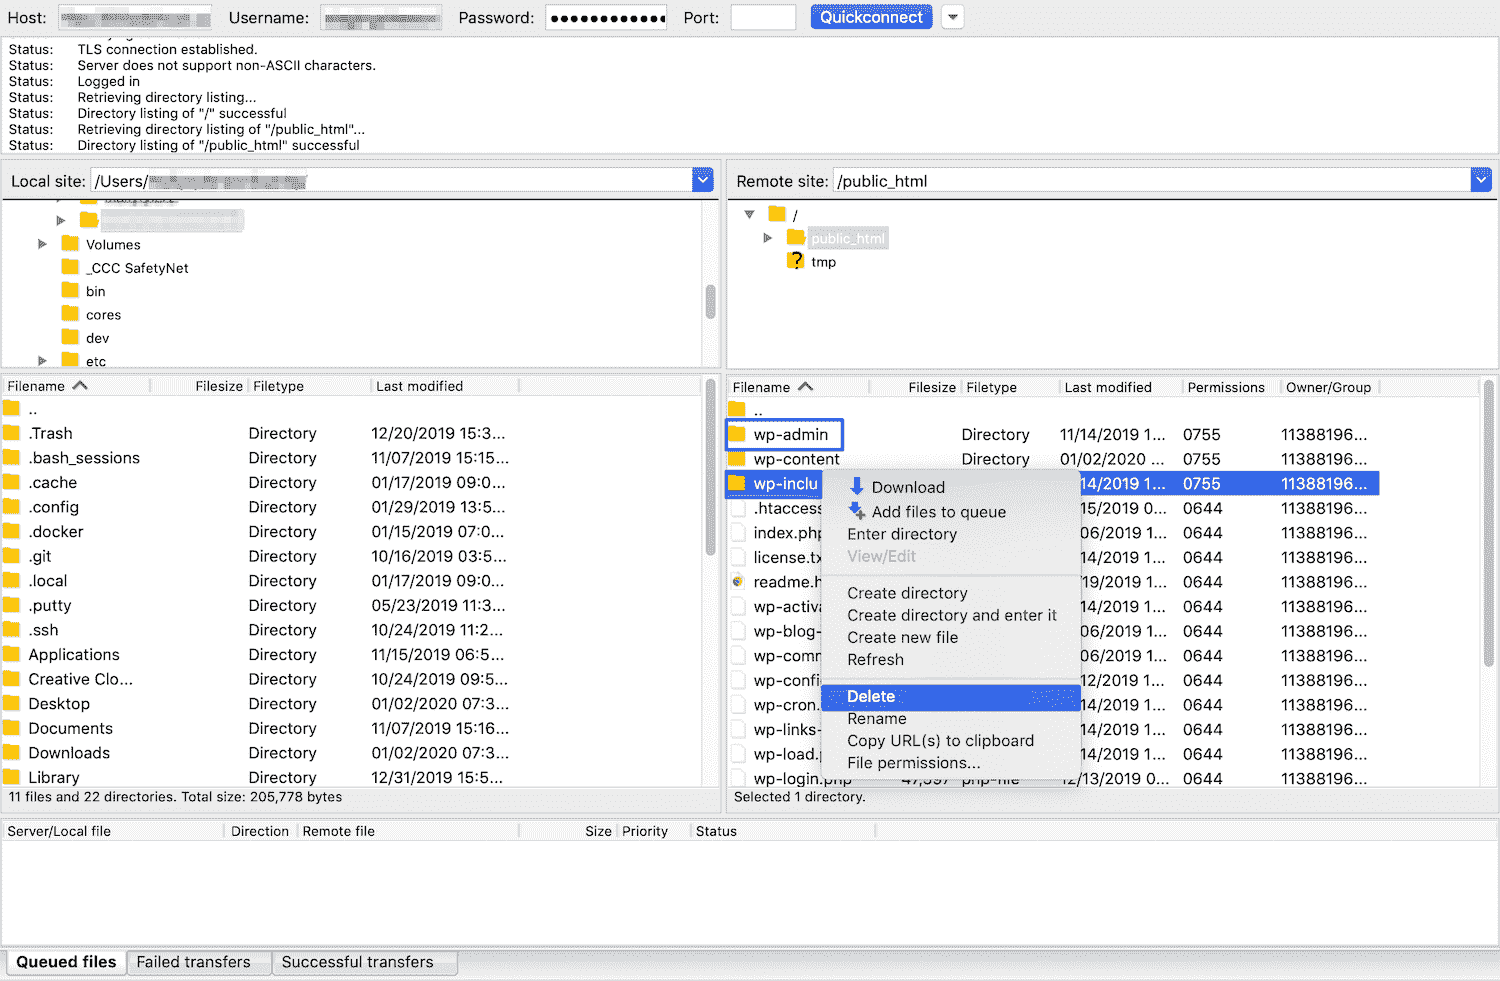 Host: Username: Password: ●●●●●●●●●●●● Port: Quickconnect
Status: TLS connection established.
Status: Server does not support non-ASCII characters.
Status: Logged in
Status: Retrieving directory listing...
Status: Directory listing of "/" successful
Status: Retrieving directory listing of "/public_html"...
Status: Directory listing of "/public_html" successful
Local site: /Users/
Volumes
_CCC SafetyNet
bin
cores
dev
etc
Remote site: /public_html
/
public_html
tmp
Filename Filesize Filetype Last modified
..
.Trash Directory 12/20/2019 15:3...
.bash_sessions Directory 11/07/2019 15:15...
.cache Directory 01/17/2019 09:0...
.config Directory 01/29/2019 13:5...
.docker Directory 01/15/2019 07:0...
.git Directory 10/16/2019 03:5...
.local Directory 01/17/2019 09:0...
.putty Directory 05/23/2019 11:3...
.ssh Directory 10/24/2019 11:2...
Applications Directory 11/15/2019 06:5...
Creative Clo... Directory 10/24/2019 09:5...
Desktop Directory 01/02/2020 07:3...
Documents Directory 11/07/2019 15:16...
Downloads Directory 01/02/2020 07:3...
Library Directory 12/31/2019 15:5...
11 files and 22 directories. Total size: 205,778 bytes
Filename Filesize Filetype Last modified Permissions Owner/Group
..
wp-admin Directory 11/14/2019 1... 0755 11388196...
wp-content Directory 01/02/2020 ... 0755 11388196...
wp-inclu 14/2019 1... 0755 11388196...
.htaccess 15/2019 0... 0644 11388196...
index.php 06/2019 1... 0644 11388196...
license.tx 14/2019 1... 0644 11388196...
readme.h 19/2019 1... 0644 11388196...
wp-activa 14/2019 1... 0644 11388196...
wp-blog- 06/2019 1... 0644 11388196...
wp-comm 06/2019 1... 0644 11388196...
wp-confi 12/2019 1... 0644 11388196...
wp-cron. 14/2019 1... 0644 11388196...
wp-links- 14/2019 1... 0644 11388196...
wp-load.p 14/2019 1... 0644 11388196...
wp-login.php 47,397 php-file 12/13/2019 0... 0644 11388196...
Selected 1 directory.
Download
Add files to queue
Enter directory
View/Edit
Create directory
Create directory and enter it
Create new file
Refresh
Delete
Rename
Copy URL(s) to clipboard
File permissions...
Server/Local file Direction Remote file Size Priority Status
Queued files Failed transfers Successful transfers